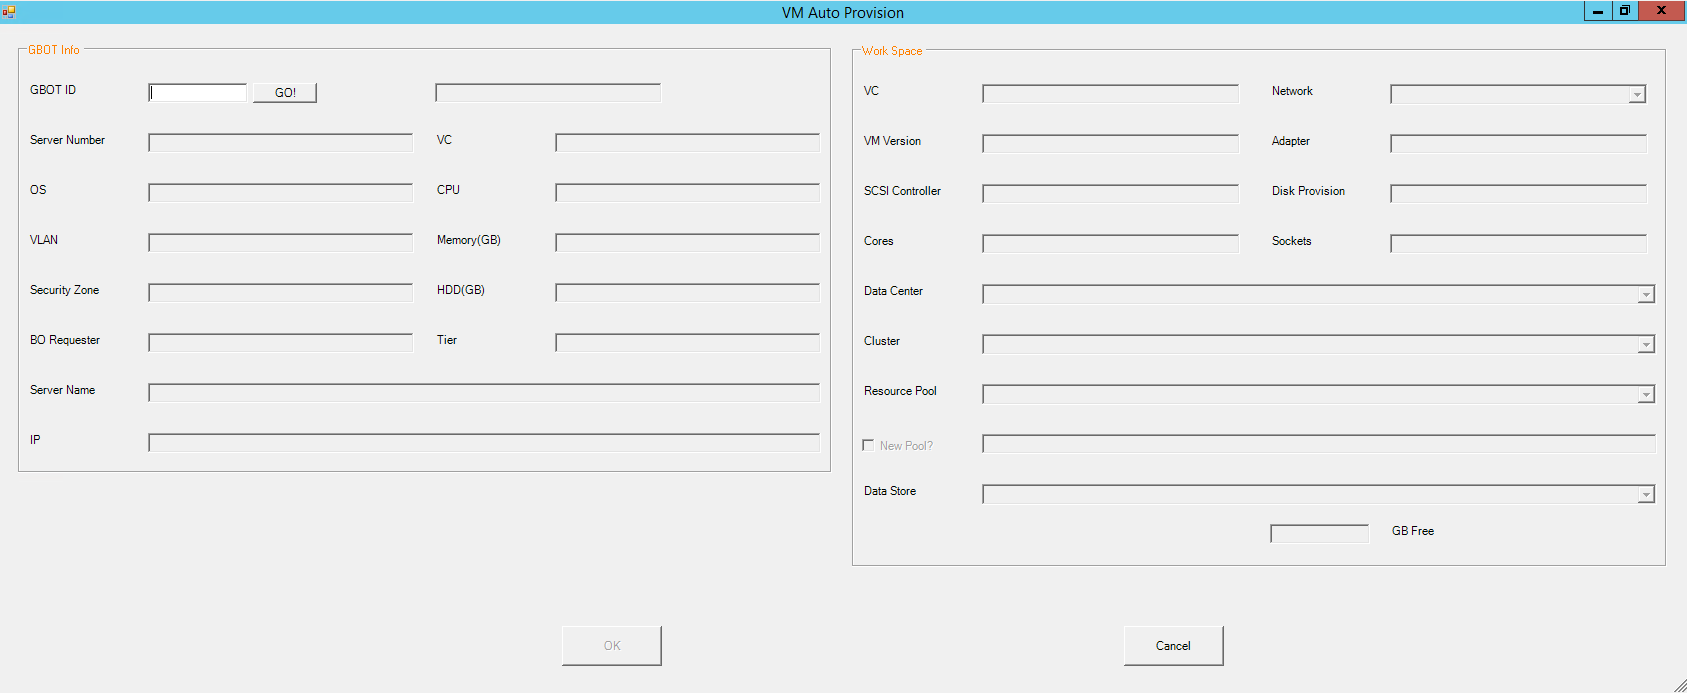 VM Auto Provision
GBOT Info
GBOT ID
GO!
Server Number
VC
OS
CPU
VLAN
Memory(GB)
Security Zone
HDD(GB)
BO Requester
Tier
Server Name
IP
Work Space
VC
Network
VM Version
Adapter
SCSI Controller
Disk Provision
Cores
Sockets
Data Center
Cluster
Resource Pool
New Pool?
Data Store
GB Free
OK
Cancel